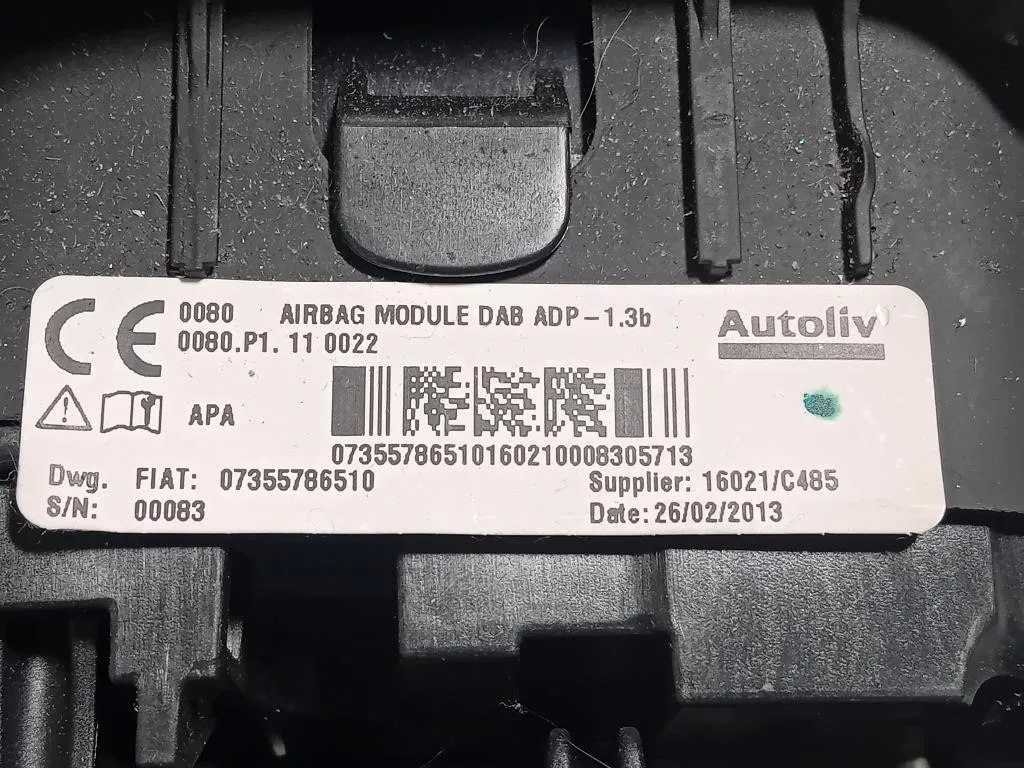 CE 0080 AIRBAG MODULE DAB ADP-1.3b
0080.P1. 11 0022
Autoliv
APA
07355786510160210008305713
Dwg. FIAT: 07355786510
S/N: 00083
Supplier: 16021/C485
Date: 26/02/2013